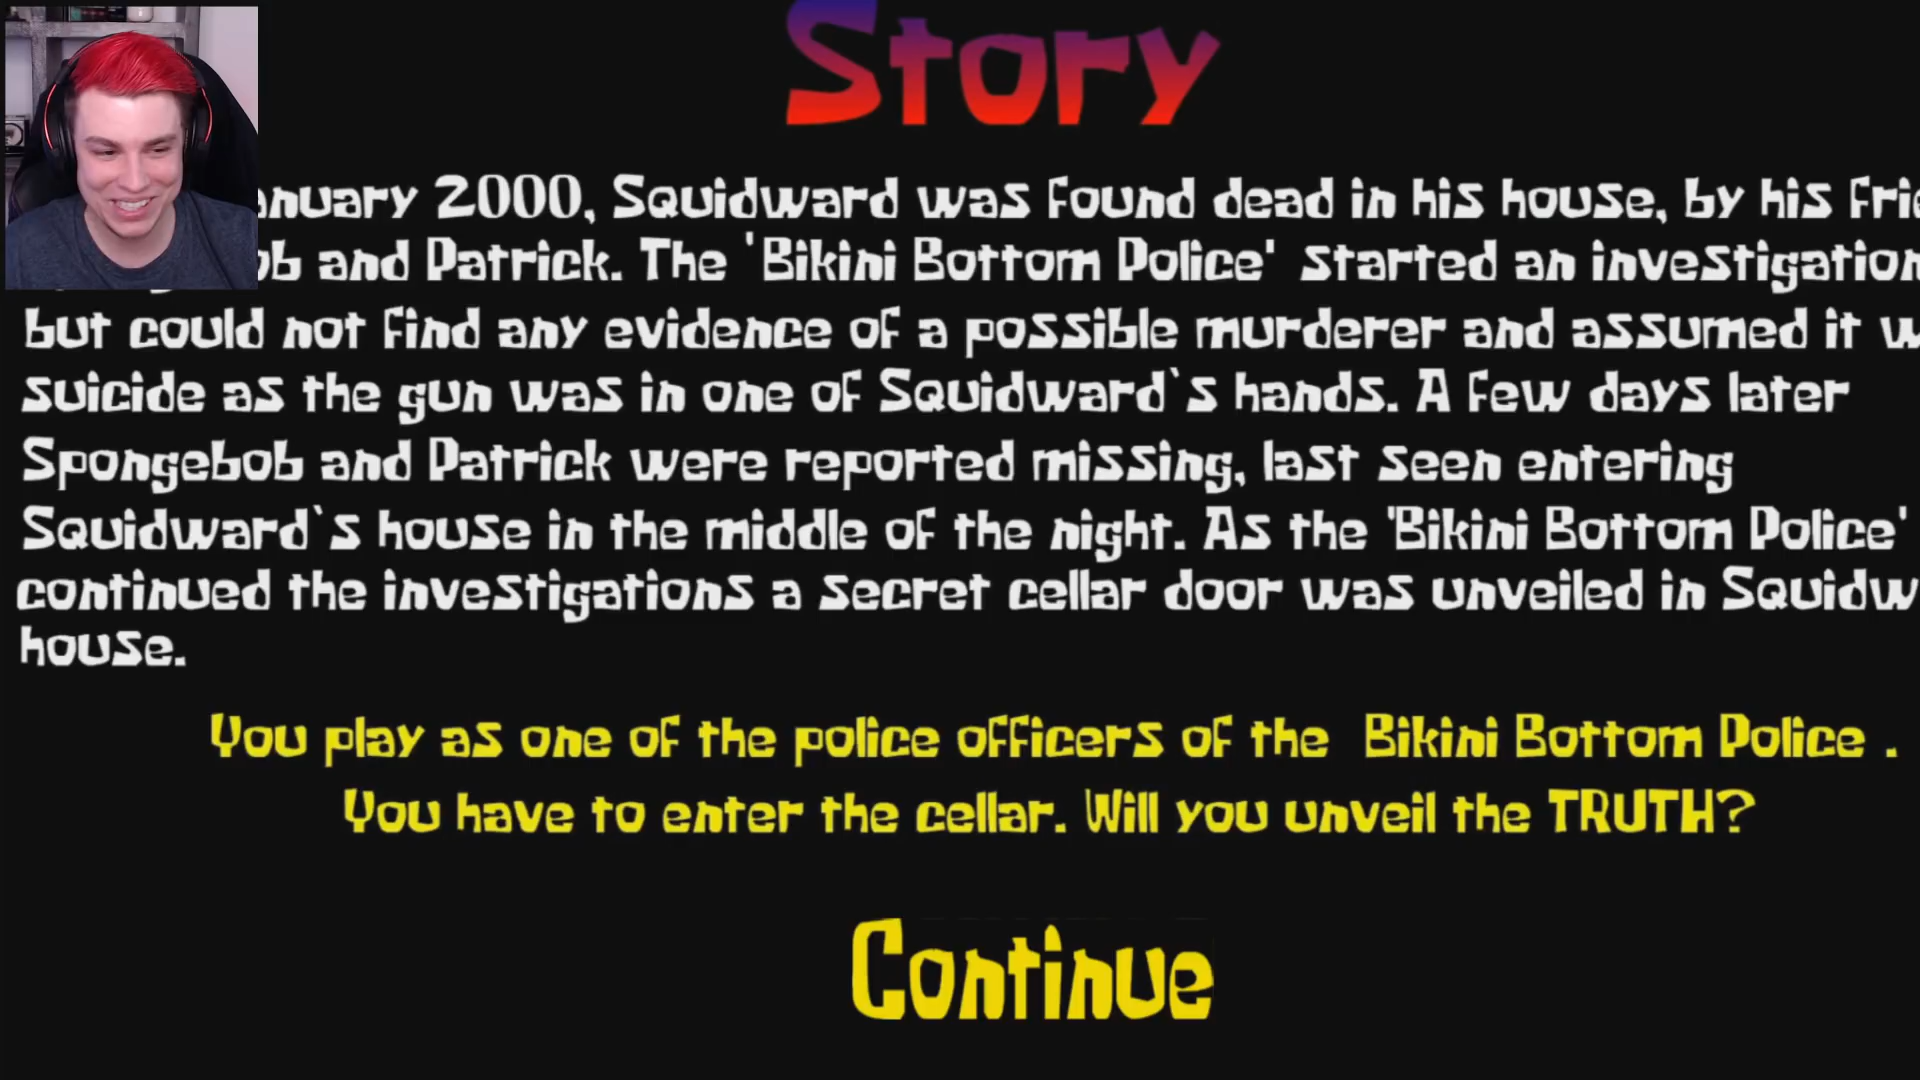 Story
2000, Squidward was found dead in his house, by his
and Patrick. The 'Bikini Bottom Police' started an investigation
but could not find any evidence of a possible murderer and assumed it
suicide as the gun was in one of Squidward`s hands. A few days later
Spongebob and Patrick were reported missing, last seen entering
Squidward`s house in the middle of the night. As the 'Bikini Bottom Police'
continued the investigations a secret cellar door was unveiled in
house.
You play as one of the police officers of the Bikini Bottom Police .
You have to enter the cellar. Will you unveil the TRUTH?
Continue